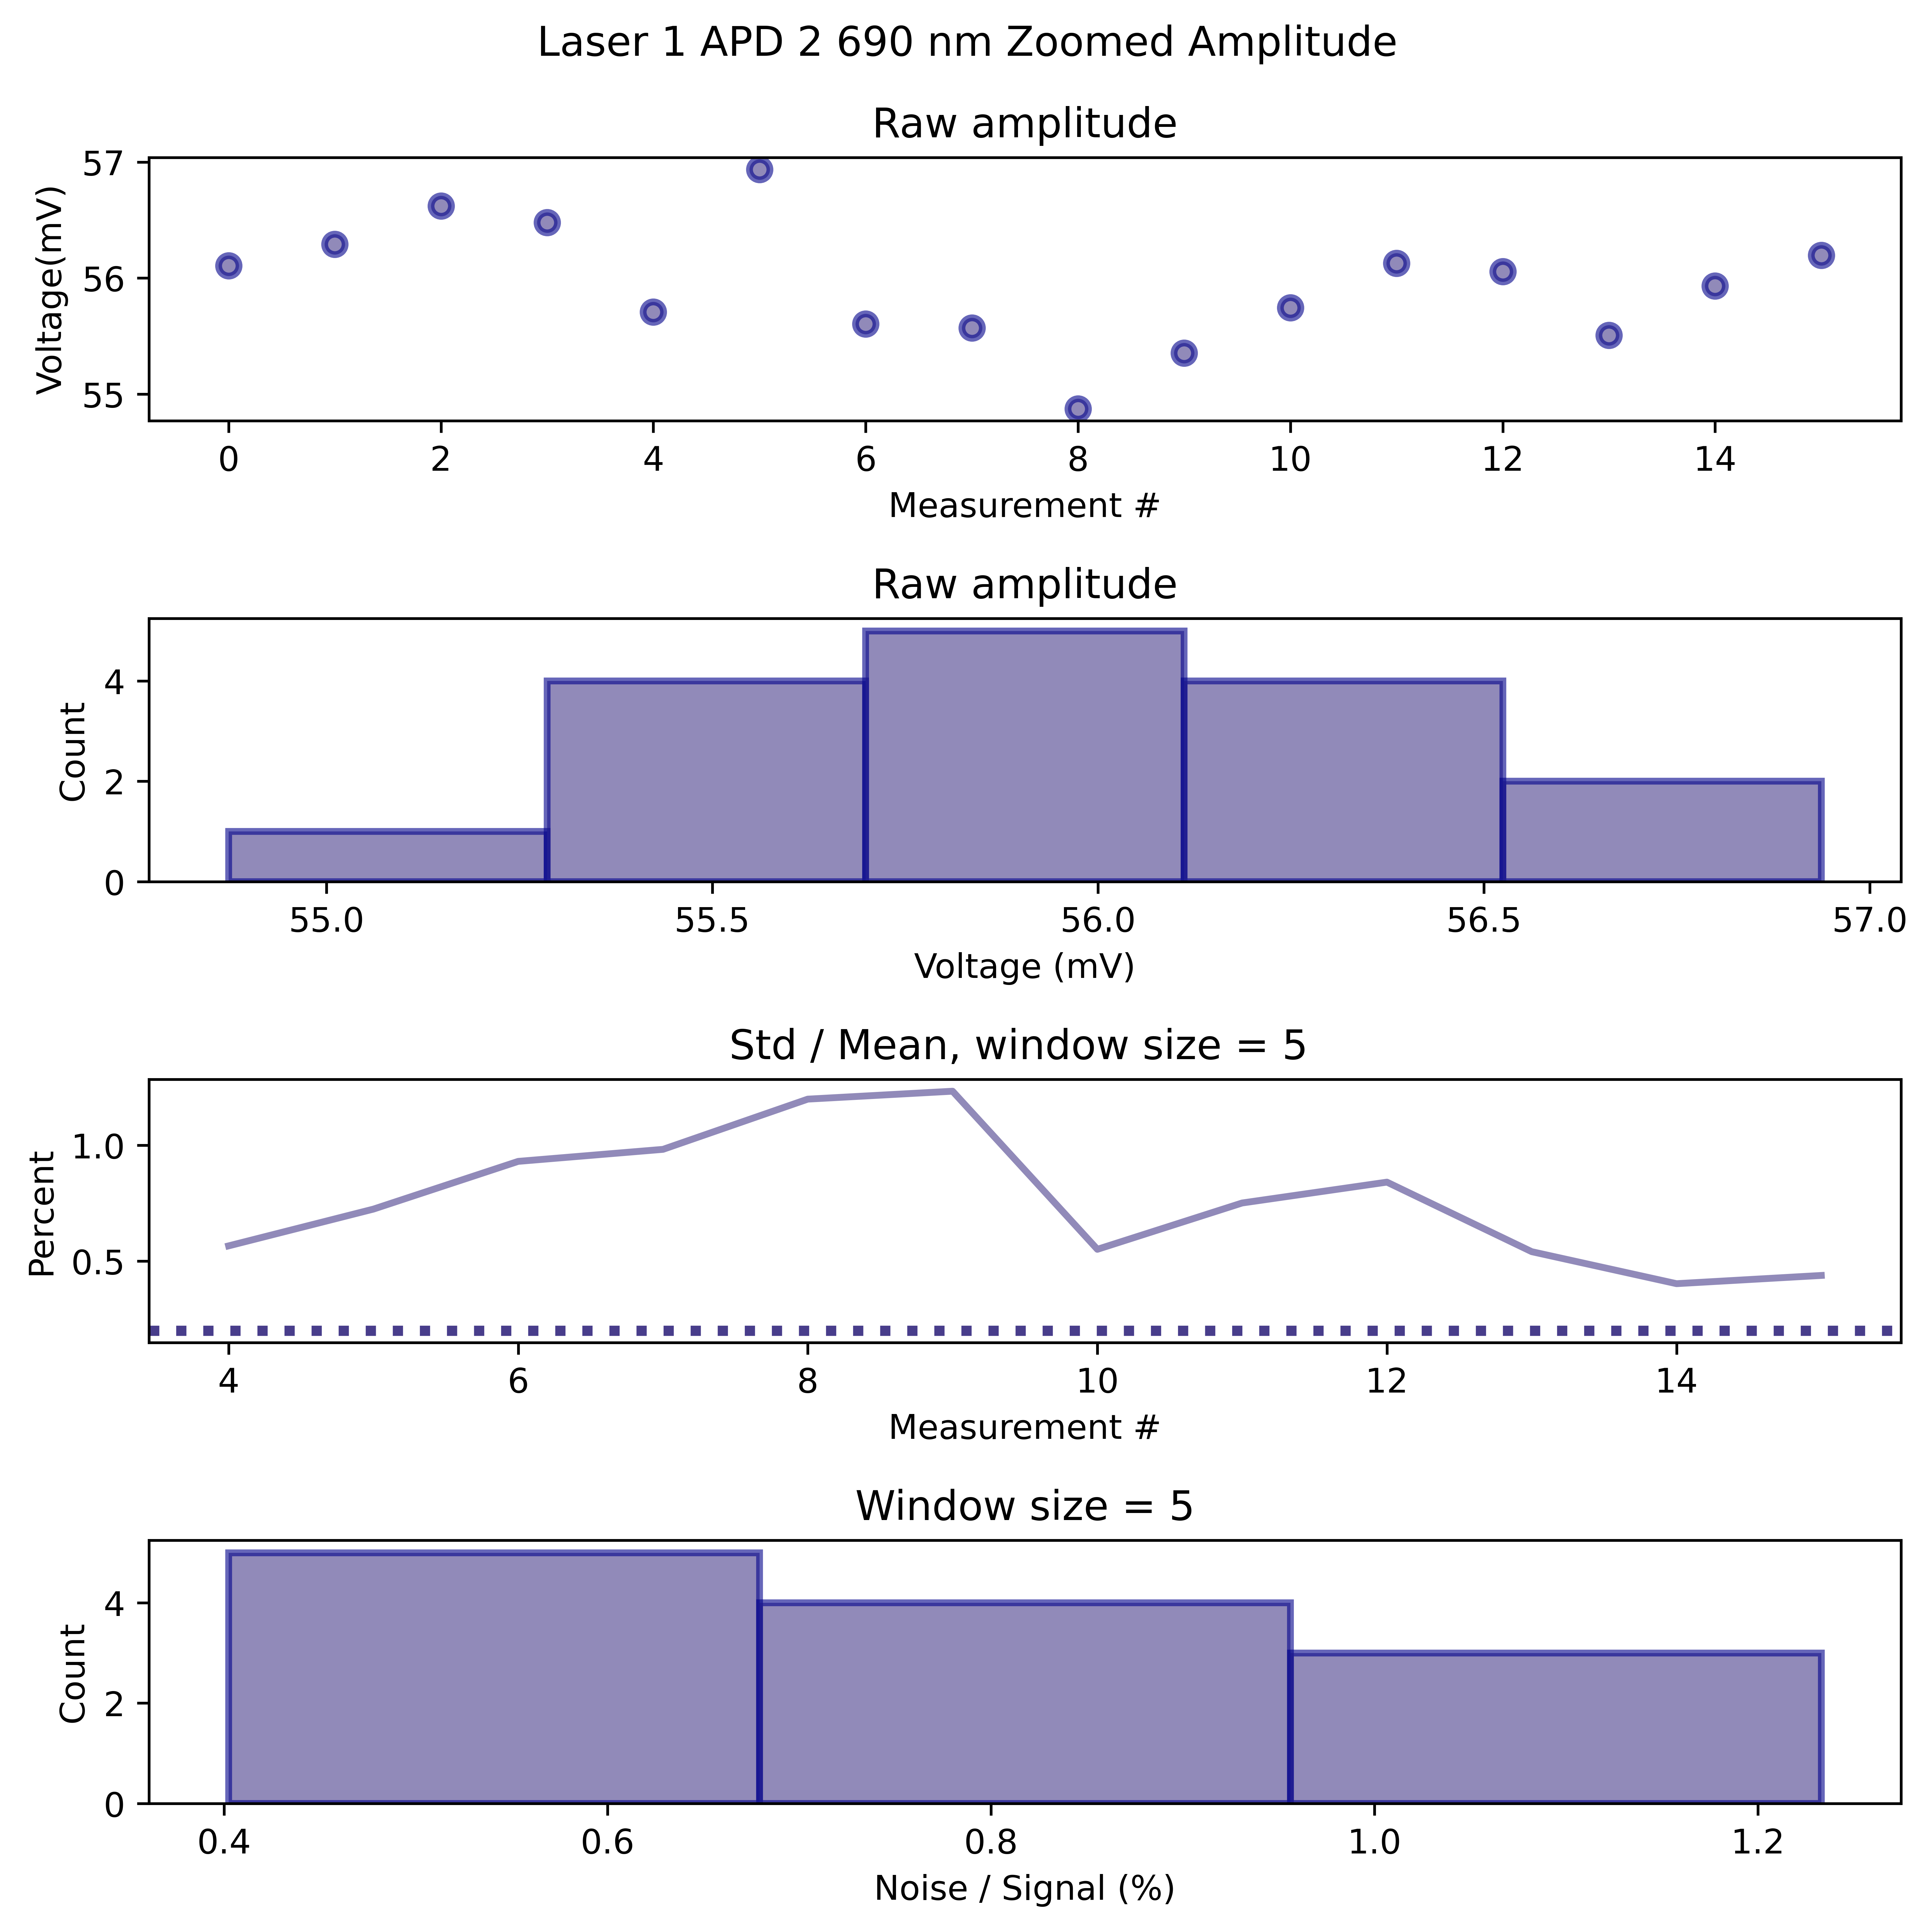 Laser 1 APD 2 690 nm Zoomed Amplitude
Raw amplitude
57
56
55
Voltage(mV)
0 2 4 6 8 10 12 14
Measurement #
Raw amplitude
4
2
0
Count
55.0 55.5 56.0 56.5 57.0
Voltage (mV)
Std / Mean, window size = 5
1.0
0.5
Percent
4 6 8 10 12 14
Measurement #
Window size = 5
4
2
0
Count
0.4 0.6 0.8 1.0 1.2
Noise / Signal (%)